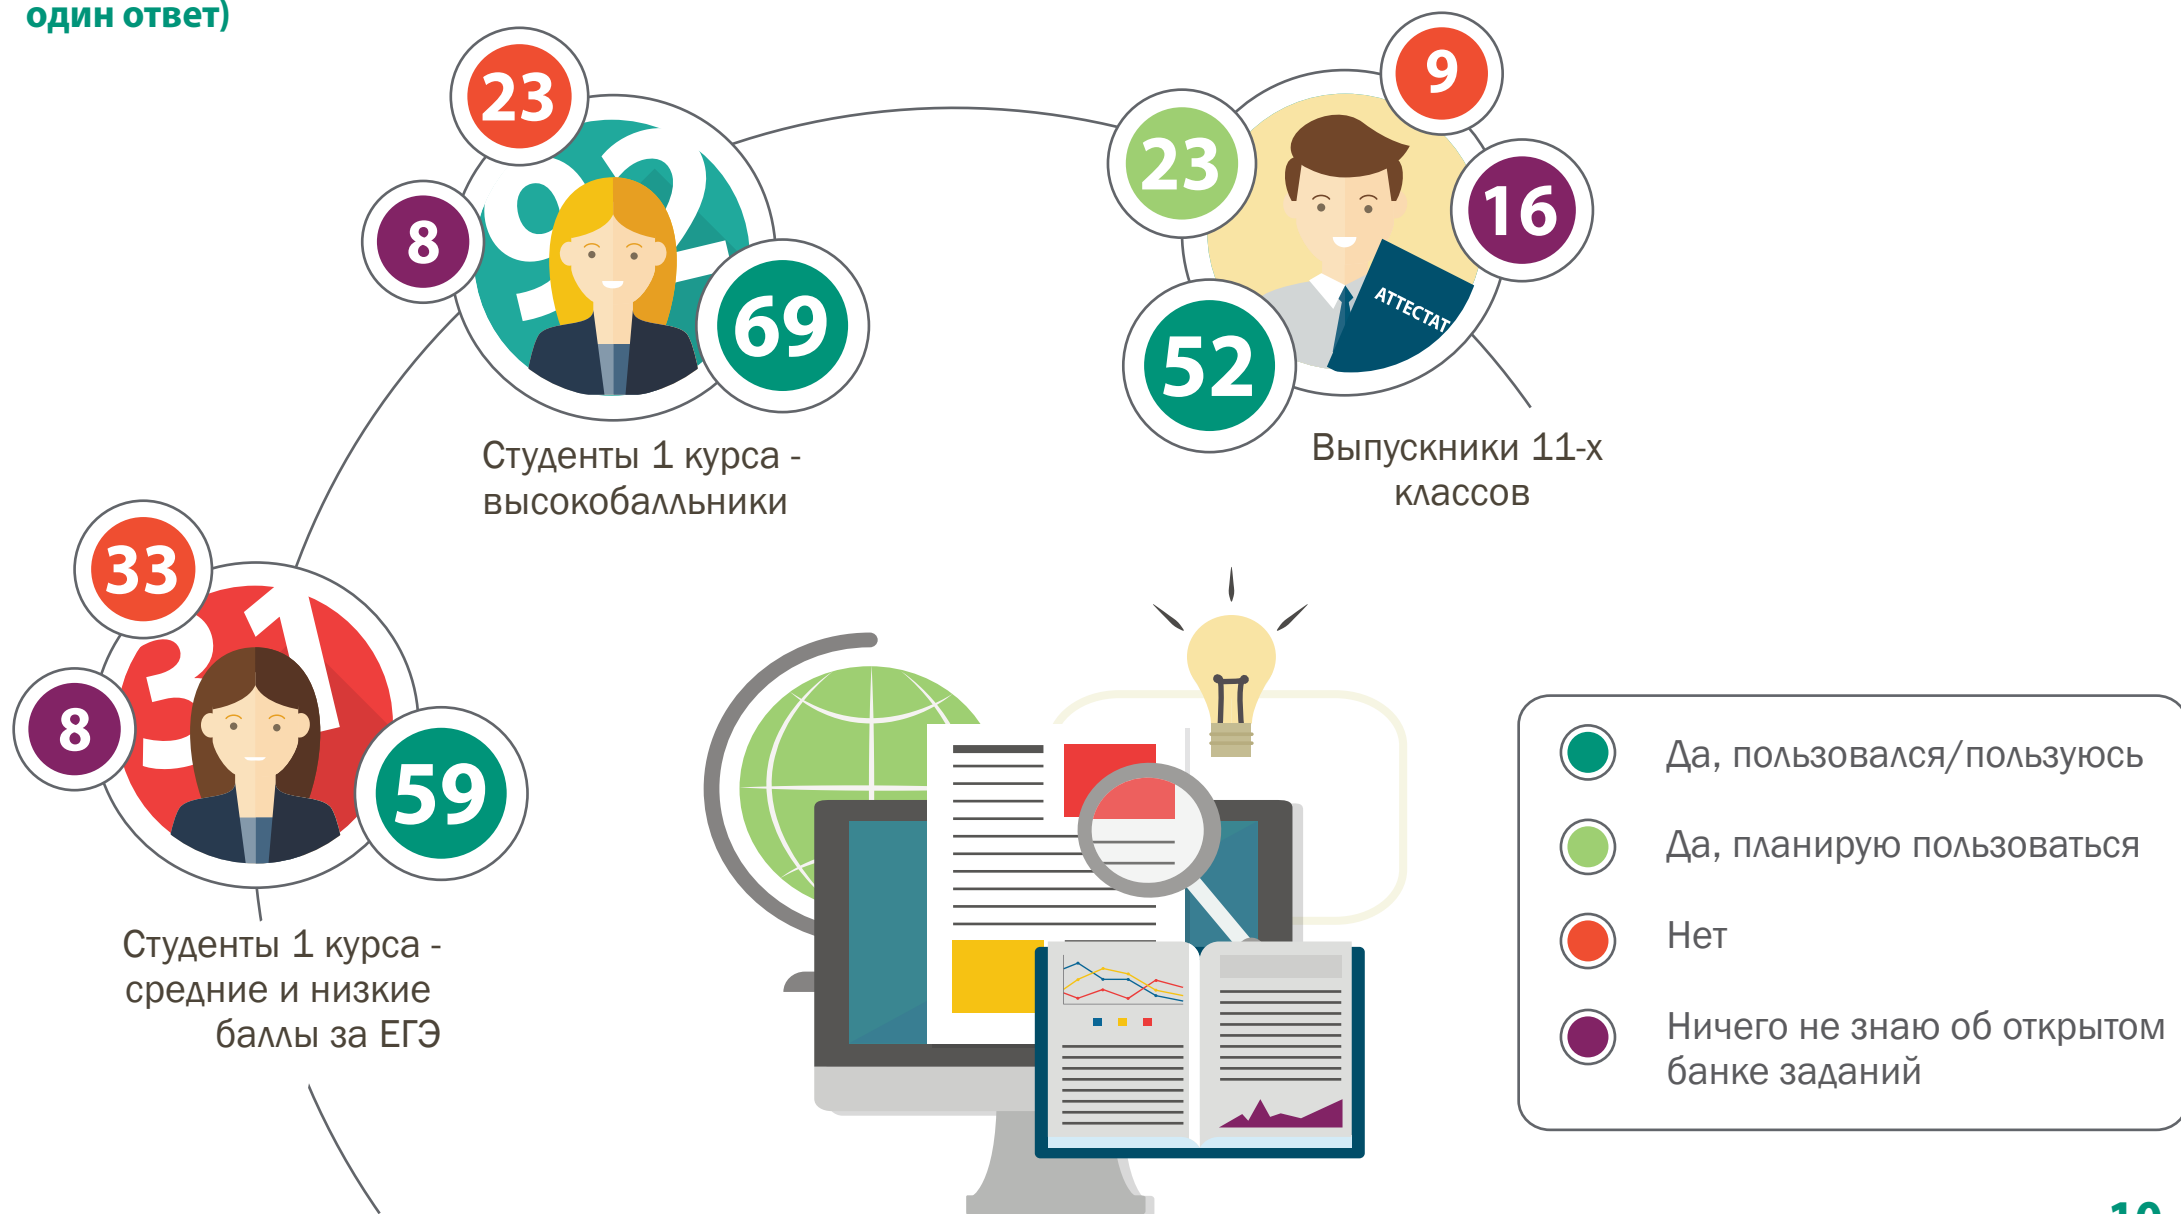 один ответ)
23
92
8
69
Студенты 1 курса -
высокобалльники
9
23
16
АТТЕСТАТ
52
Выпускники 11-х
классов
33
31
8
59
Студенты 1 курса -
средние и низкие
баллы за ЕГЭ
Да, пользовался/пользуюсь
Да, планирую пользоваться
Нет
Ничего не знаю об открытом
банке заданий